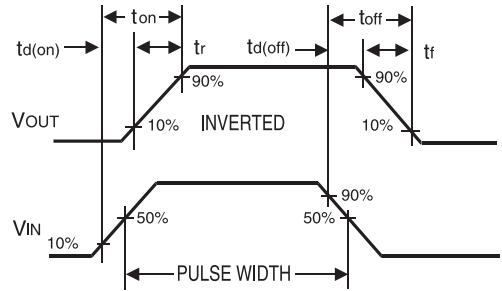 ton toff
td(on) tr td(off) tf
90% 90%
VOUT 10% INVERTED 10%
90%
VIN 50% 50%
10%
PULSE WIDTH